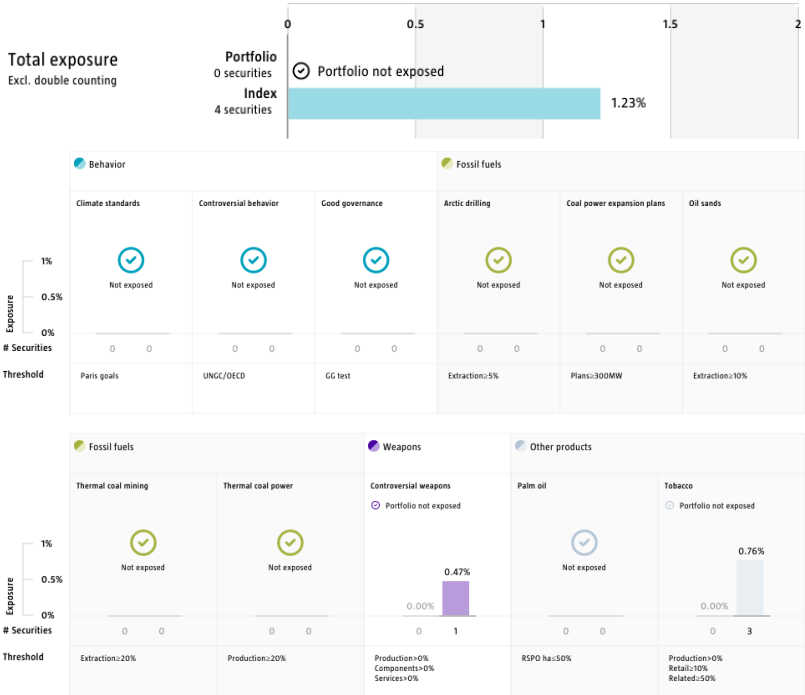 0 0.5 1 1.5 2
Total exposure
Excl. double counting
Portfolio
0 securities
Portfolio not exposed
Index
4 securities
1.23%
Behavior
Fossil fuels
Climate standards
Controversial behavior
Good governance
Arctic drilling
Coal power expansion plans
Oil sands
Not exposed
Not exposed
Not exposed
Not exposed
Not exposed
Not exposed
Exposure
1%
0.5%
0%
# Securities
0 0
0 0
0 0
0 0
0 0
0 0
Threshold
Paris goals
UNGC/OECD
GG test
Extraction≥5%
Plans≥300MW
Extraction≥10%
Fossil fuels
Weapons
Other products
Thermal coal mining
Thermal coal power
Controversial weapons
Palm oil
Tobacco
Portfolio not exposed
Portfolio not exposed
Not exposed
Not exposed
Not exposed
Exposure
1%
0.5%
0%
0.00% 0.47%
0.00% 0.76%
# Securities
0 0
0 0
0 1
0 0
0 3
Threshold
Extraction≥20%
Production≥20%
Production>0%
Components>0%
Services>0%
RSPO ha≤50%
Production>0%
Retail≥10%
Related≥50%